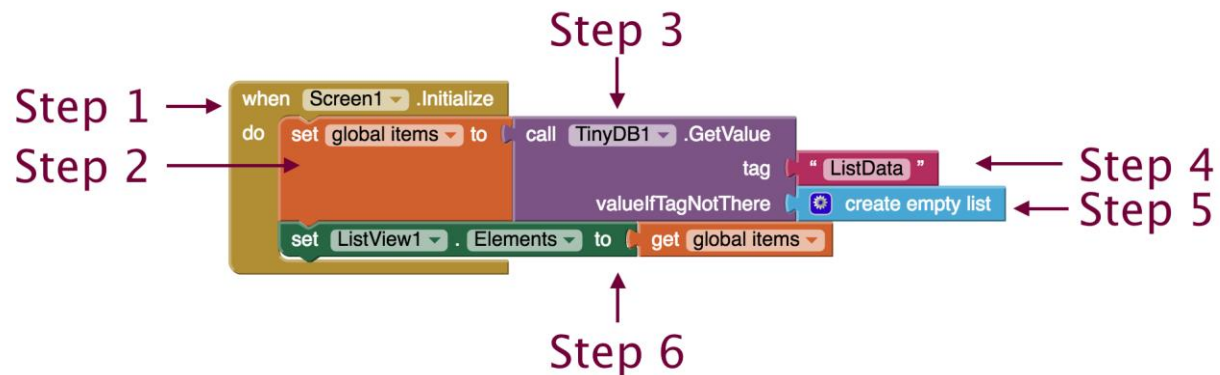 Step 3
Step 1
when Screen1 .Initialize
do set global items to call TinyDB1 .GetValue
Step 2
tag " ListData "
Step 4
valueIfTagNotThere create empty list
Step 5
set ListView1 . Elements to get global items
Step 6